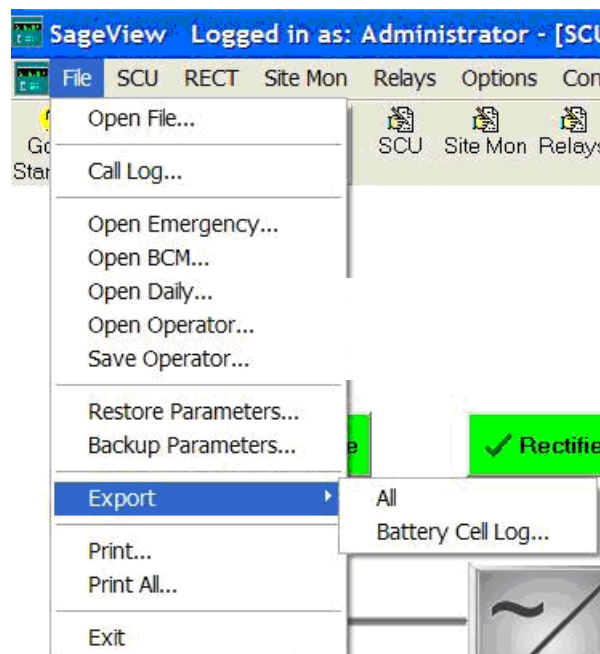 SageView Logged in as: Administrator - [SCU
File SCU RECT Site Mon Relays Options Con
Open File...
SCU Site Mon Relays
Call Log...
Open Emergency...
Open BCM...
Open Daily...
Open Operator...
Save Operator...
Restore Parameters...
Backup Parameters...
Rectifie
Export
All
Battery Cell Log...
Print...
Print All...
Exit